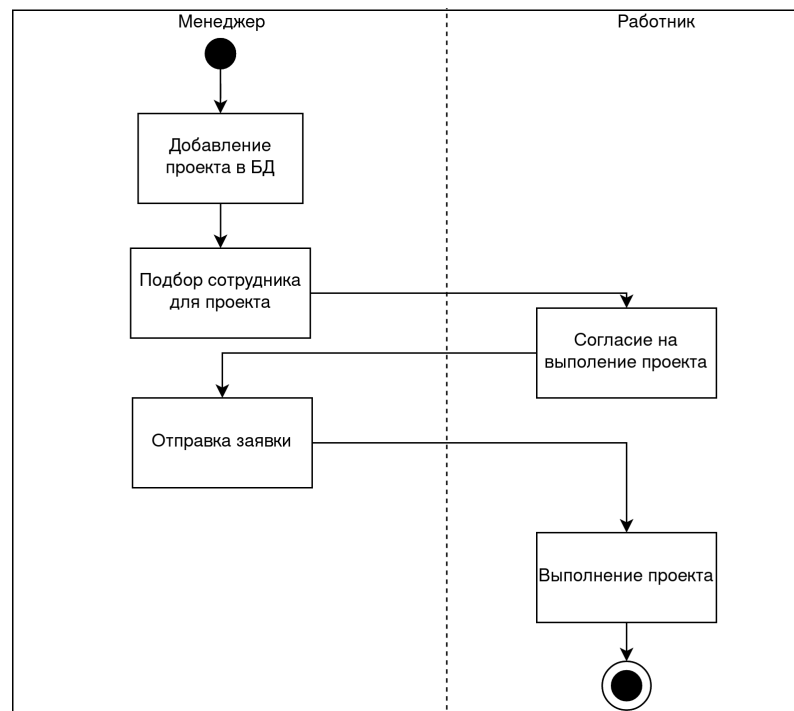 Менеджер
Работник
Добавление
проекта в БД
Подбор сотрудника
для проекта
Согласие на
выполение проекта
Отправка заявки
Выполнение проекта